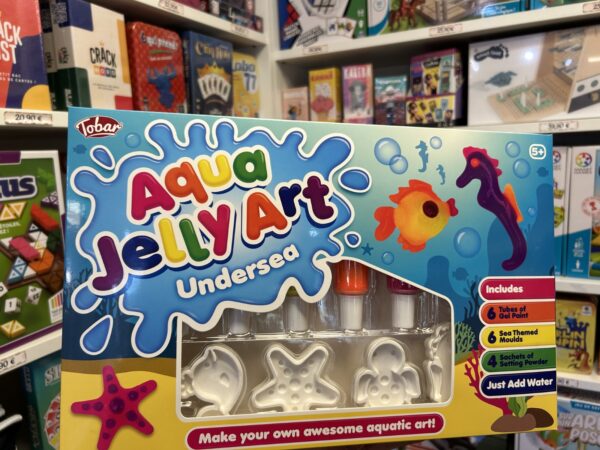 Tobar
Aqua
Jelly Art
Undersea
5+
Includes
6 Tubes of
Gel Paint
6 Sea Themed
Moulds
4 Sachets of
Setting Powder
Just Add Water
Make your own awesome aquatic art!
CRACK
20,90 €